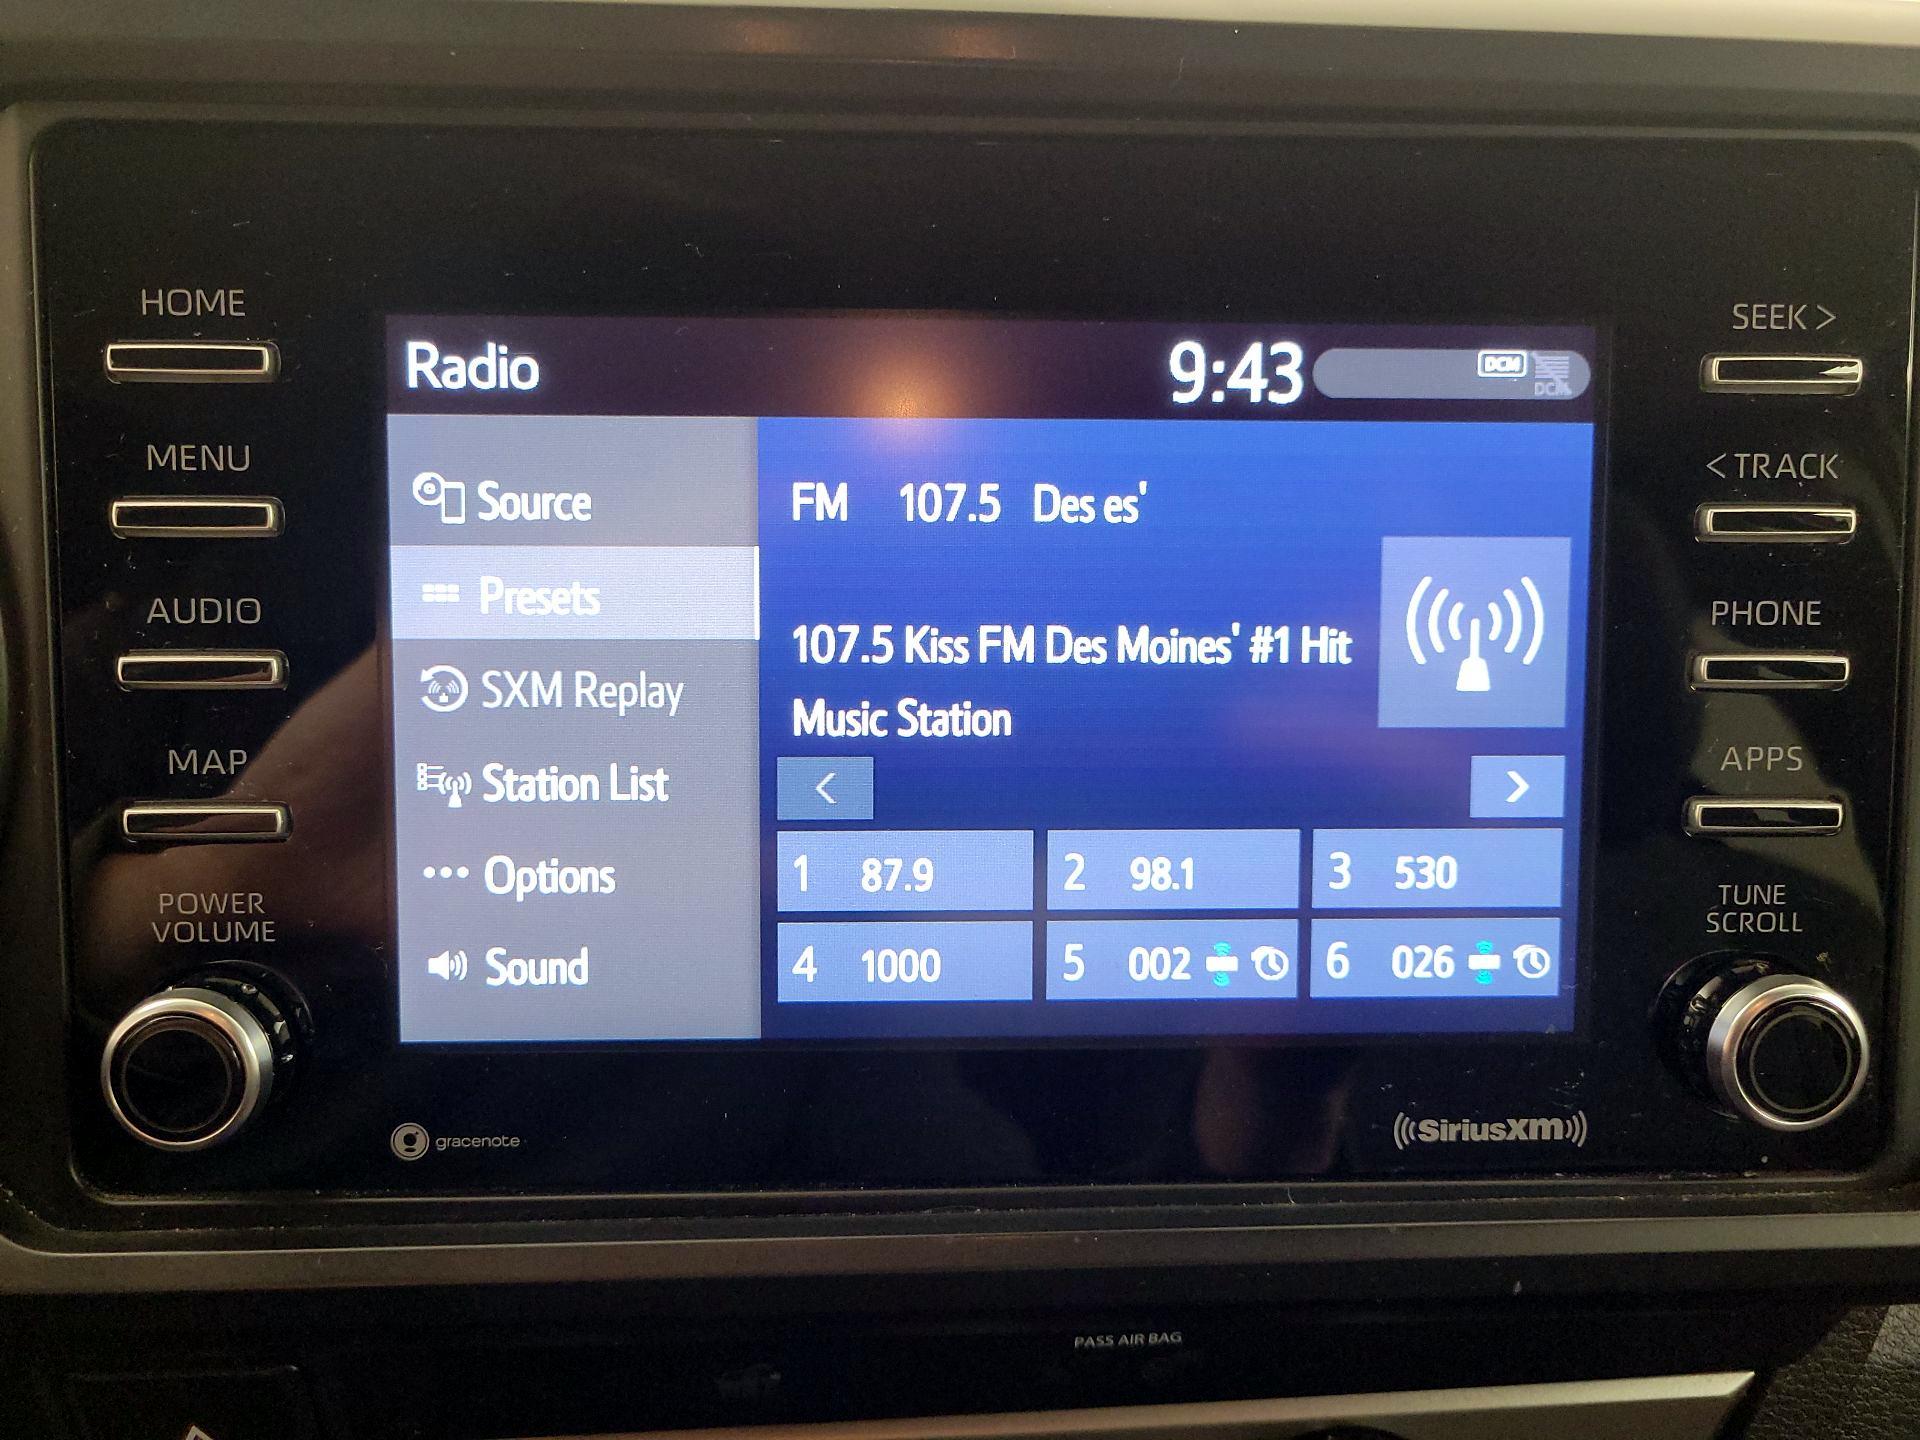 HOME
MENU
AUDIO
MAP
POWER
VOLUME
Radio 9:43 DCM DCM
Source
Presets
SXM Replay
Station List
Options
Sound
FM 107.5 Des es'
107.5 Kiss FM Des Moines' #1 Hit
Music Station
< >
1 87.9 2 98.1 3 530
4 1000 5 002 6 026
SEEK >
< TRACK
PHONE
APPS
TUNE
SCROLL
gracenote
SiriusXM
PASS AIR BAG